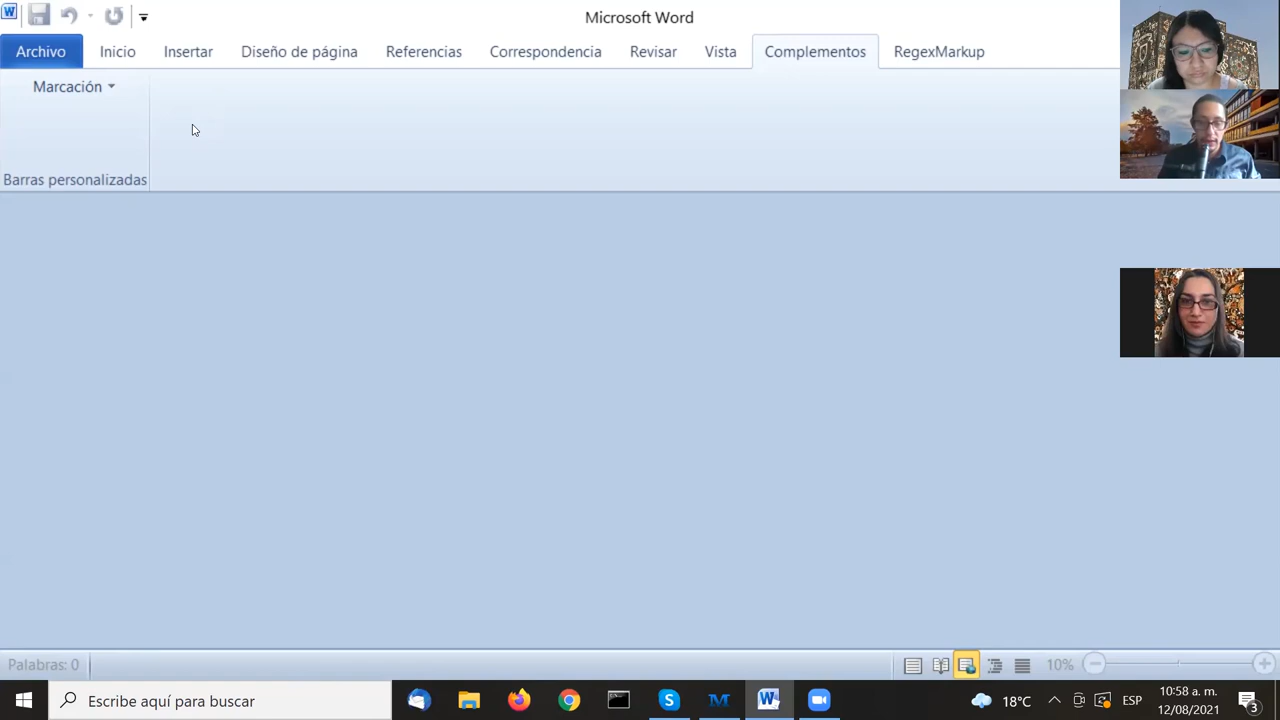 Microsoft Word
Archivo Inicio Insertar Diseño de página Referencias Correspondencia Revisar Vista Complementos RegexMarkup
Marcación
Barras personalizadas
Palabras: 0
10%
Escribe aquí para buscar
18°C
ESP
10:58 a. m.
12/08/2021
3